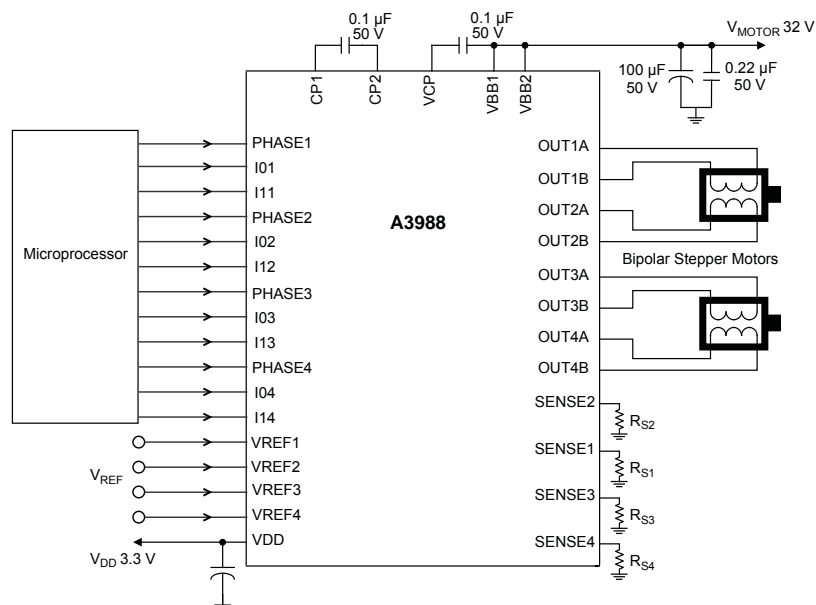 0.1 µF
50 V
0.1 µF
50 V
VMOTOR 32 V
100 µF
50 V
0.22 µF
50 V
CP1
CP2
VCP
VBB1
VBB2
Microprocessor
PHASE1
I01
I11
PHASE2
I02
I12
PHASE3
I03
I13
PHASE4
I04
I14
VREF1
VREF2
VREF3
VREF4
VDD
VREF
VDD 3.3 V
A3988
OUT1A
OUT1B
OUT2A
OUT2B
Bipolar Stepper Motors
OUT3A
OUT3B
OUT4A
OUT4B
SENSE2
RS2
SENSE1
RS1
SENSE3
RS3
SENSE4
RS4